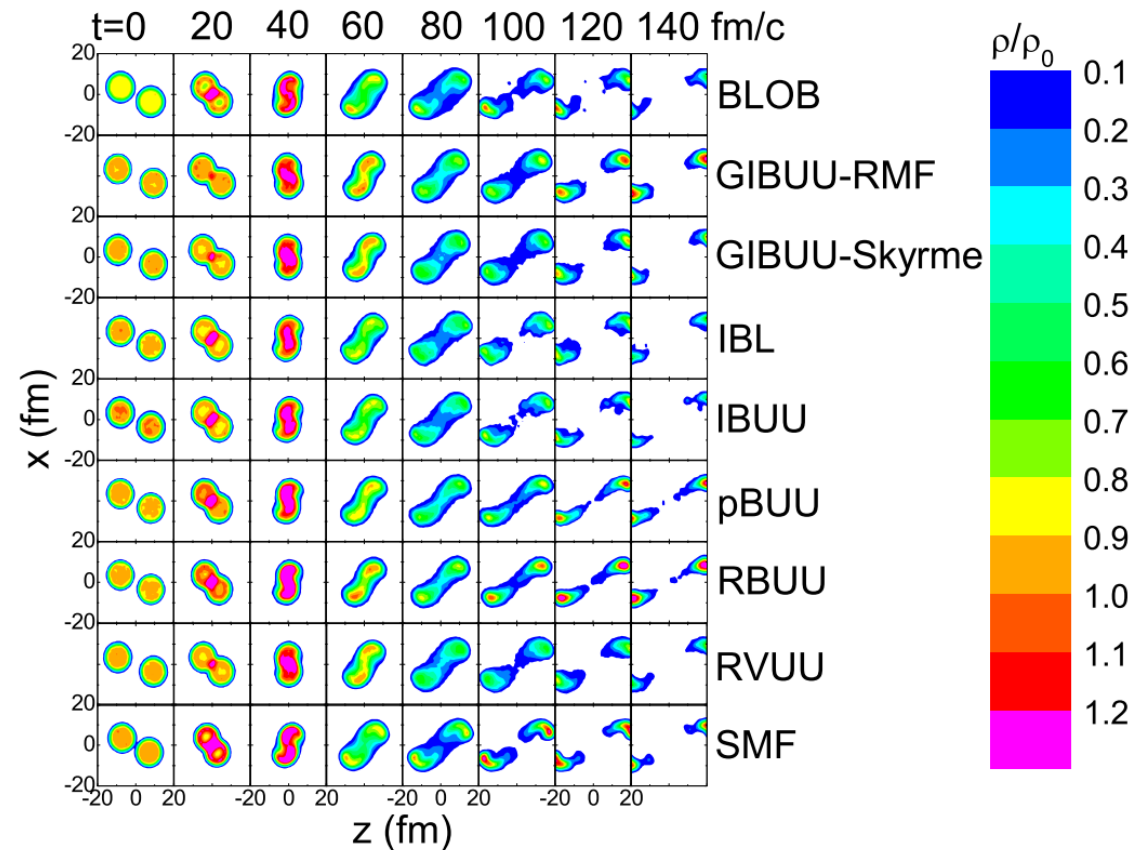 t=0 20 40 60 80 100 120 140 fm/c
ρ/ρ0
20
0
-20
BLOB
GIBUU-RMF
20
0
-20
GIBUU-Skyrme
IBL
20
0
-20
IBUU
pBUU
20
0
-20
RBUU
RVUU
20
0
-20
SMF
-20 0 20 -20 0 20 -20 0 20 -20 0 20
x (fm)
z (fm)
0.1
0.2
0.3
0.4
0.5
0.6
0.7
0.8
0.9
1.0
1.1
1.2